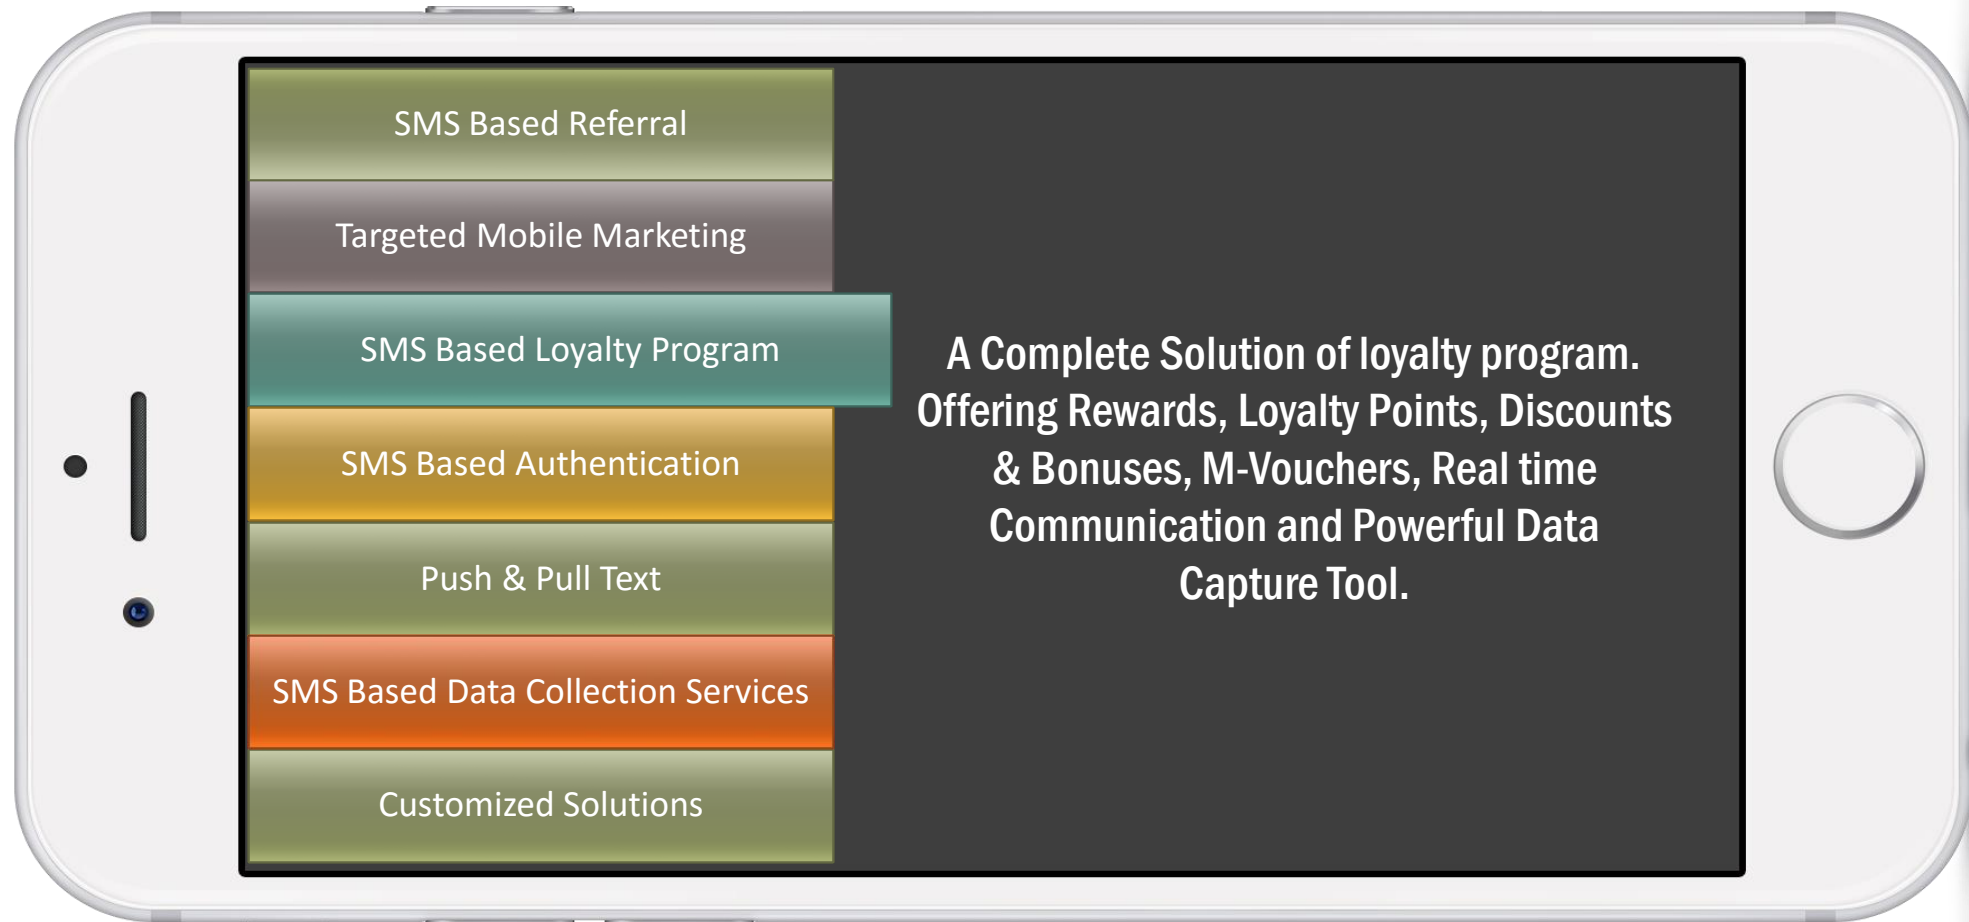 SMS Based Referral
Targeted Mobile Marketing
SMS Based Loyalty Program
SMS Based Authentication
Push & Pull Text
SMS Based Data Collection Services
Customized Solutions
A Complete Solution of loyalty program.
Offering Rewards, Loyalty Points, Discounts
& Bonuses, M-Vouchers, Real time
Communication and Powerful Data
Capture Tool.